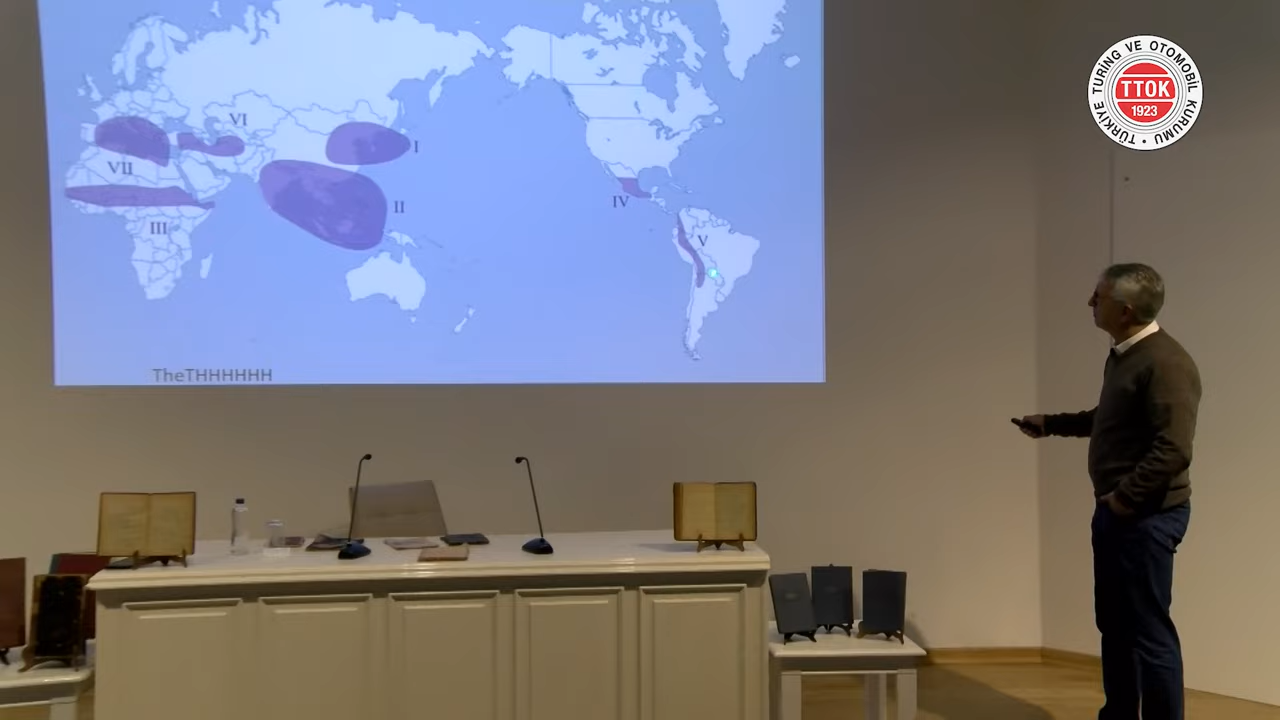 VI
I
VII
II
IV
III
V
TheTHHHHHH
TÜRKİYE TURİNG VE OTOMOBİL KURUMU
TTOK
1923